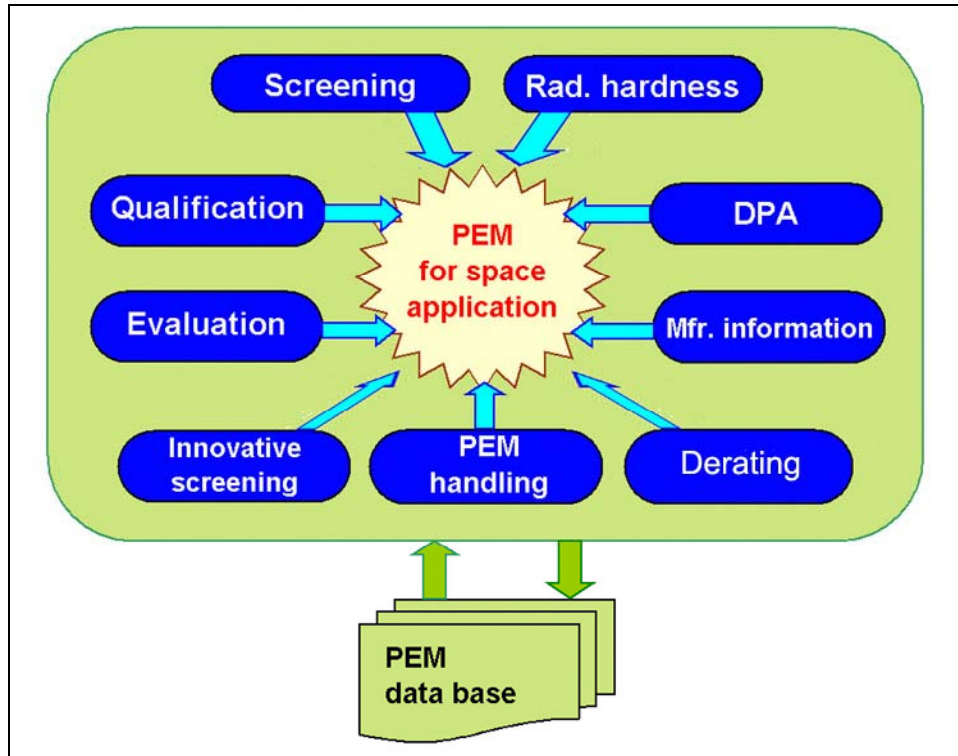 Screening
Rad. hardness
Qualification
PEM
for space
application
DPA
Evaluation
Mfr. information
Innovative
screening
PEM
handling
Derating
PEM
data base